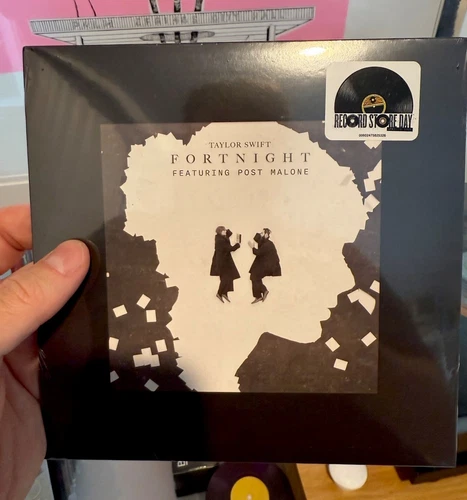 RECORD STORE DAY
TAYLOR SWIFT
FORTNIGHT
FEATURING POST MALONE